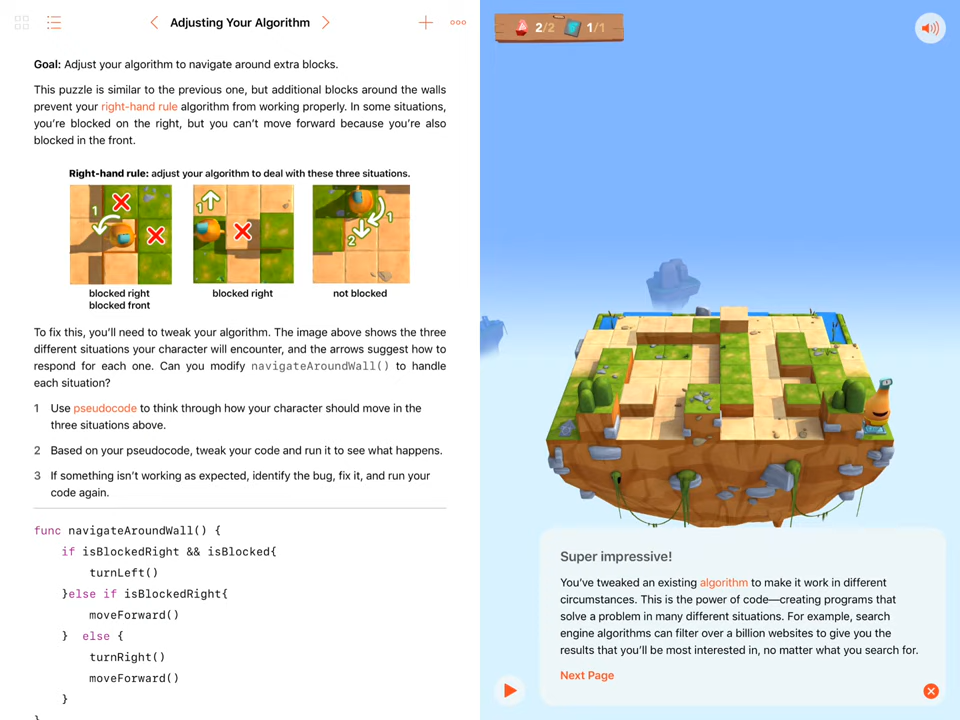 Adjusting Your Algorithm
2/2 1/1
Goal: Adjust your algorithm to navigate around extra blocks.
This puzzle is similar to the previous one, but additional blocks around the walls
prevent your right-hand rule algorithm from working properly. In some situations,
you're blocked on the right, but you can't move forward because you're also
blocked in the front.
Right-hand rule: adjust your algorithm to deal with these three situations.
1
1
1
2
blocked right
blocked front
blocked right
not blocked
To fix this, you'll need to tweak your algorithm. The image above shows the three
different situations your character will encounter, and the arrows suggest how to
respond for each one. Can you modify navigateAroundWall() to handle
each situation?
1 Use pseudocode to think through how your character should move in the
three situations above.
2 Based on your pseudocode, tweak your code and run it to see what happens.
3 If something isn't working as expected, identify the bug, fix it, and run your
code again.
func navigateAroundWall() {
if isBlockedRight && isBlocked{
turnLeft()
}else if isBlockedRight{
moveForward()
} else {
turnRight()
moveForward()
}
}
Super impressive!
You've tweaked an existing algorithm to make it work in different
circumstances. This is the power of code—creating programs that
solve a problem in many different situations. For example, search
engine algorithms can filter over a billion websites to give you the
results that you'll be most interested in, no matter what you search for.
Next Page